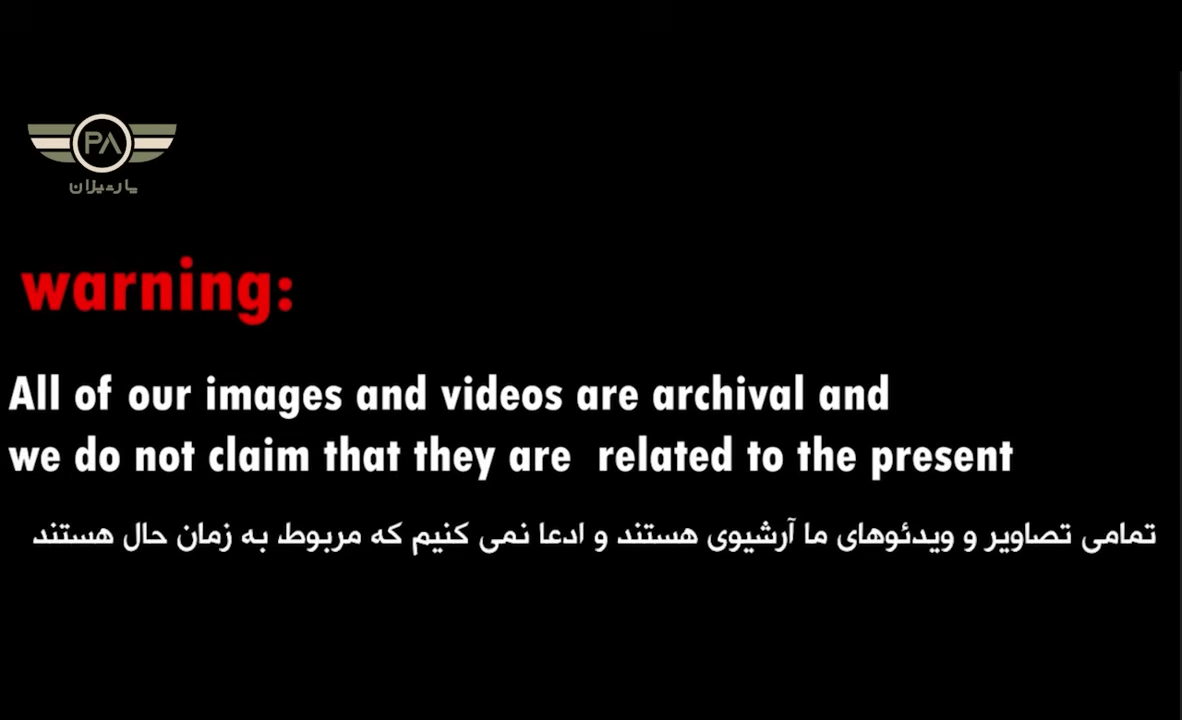 PA
warning:
All of our images and videos are archival and
we do not claim that they are related to the present
تمامی تصاویر و ویدئوهای ما آرشیوی هستند و ادعا نمی کنیم که مربوط به زمان حال هستند